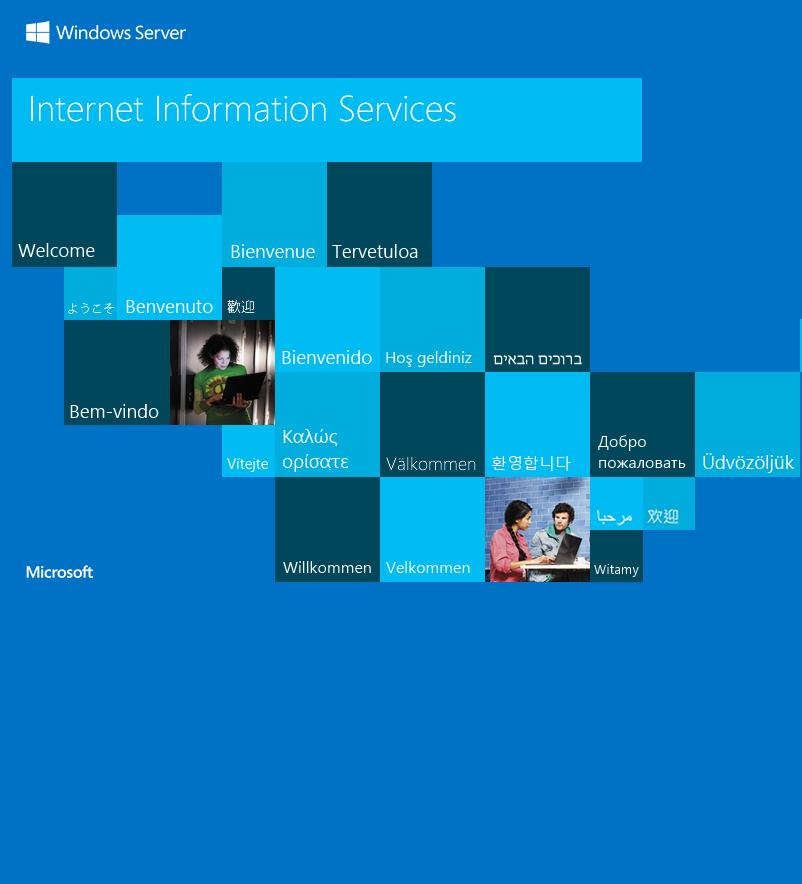 Windows Server
Internet Information Services
Welcome
Bienvenue
Tervetuloa
ようこそ
Benvenuto
歡迎
Bienvenido
Hoş geldiniz
ברוכים הבאים
Bem-vindo
Vítejte
Καλώς
ορίσατε
Välkommen
환영합니다
Добро
пожаловать
Üdvözöljük
Willkommen
Velkommen
مرحبا
欢迎
Witamy
Microsoft